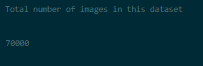 Total number of images in this dataset
70000